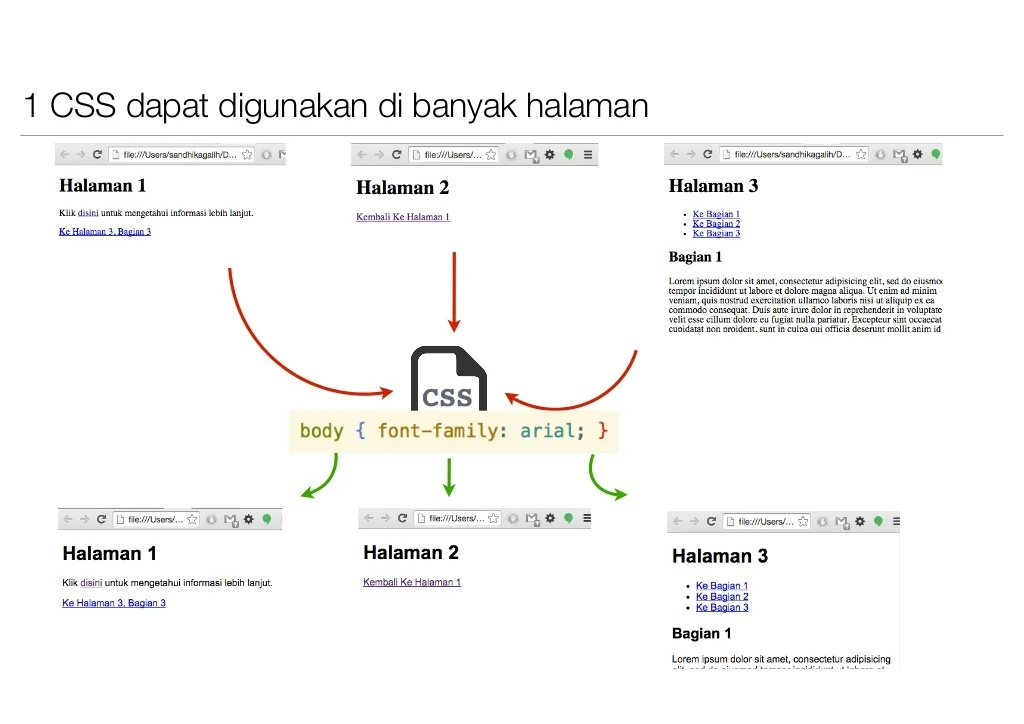 1 CSS dapat digunakan di banyak halaman
file:///Users/sandhikagalih/D...
Halaman 1
Klik disini untuk mengetahui informasi lebih lanjut.
Ke Halaman 3, Bagian 3
file:///Users/...
Halaman 2
Kembali Ke Halaman 1
file:///Users/sandhikagalih/D...
Halaman 3
Ke Bagian 1
Ke Bagian 2
Ke Bagian 3
Bagian 1
Lorem ipsum dolor sit amet, consectetur adipisicing elit, sed do eiusmo
tempor incididunt ut labore et dolore magna aliqua. Ut enim ad minim
veniam, quis nostrud exercitation ullamco laboris nisi ut aliquip ex ea
commodo consequat. Duis aute irure dolor in reprehenderit in voluptate
velit esse cillum dolore eu fugiat nulla pariatur. Excepteur sint occaecat
cupidatat non proident, sunt in culpa qui officia deserunt mollit anim id
CSS
body { font-family: arial; }
file:///Users/...
Halaman 1
Klik disini untuk mengetahui informasi lebih lanjut.
Ke Halaman 3, Bagian 3
file:///Users/...
Halaman 2
Kembali Ke Halaman 1
file:///Users/...
Halaman 3
Ke Bagian 1
Ke Bagian 2
Ke Bagian 3
Bagian 1
Lorem ipsum dolor sit amet, consectetur adipisicing